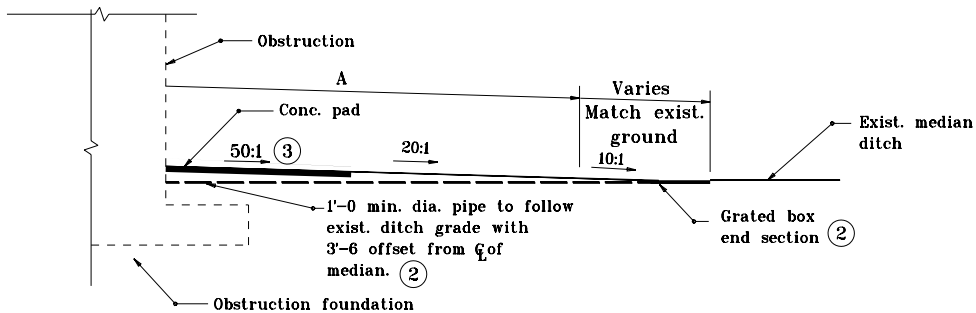 Obstruction
A
Varies
Conc. pad
Match exist.
ground
Exist. median
ditch
50:1 3
20:1
10:1
1'-0 min. dia. pipe to follow
exist. ditch grade with
3'-6 offset from ℄ of
median. 2
Grated box
end section 2
Obstruction foundation